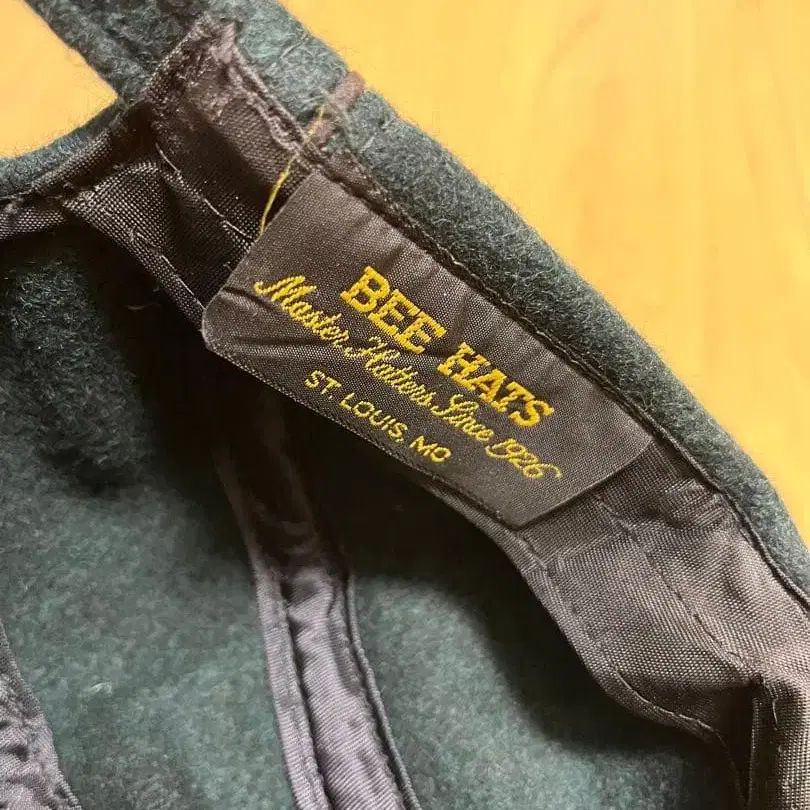 BEE HATS
Master Hatters Since 1926
ST. LOUIS, MO